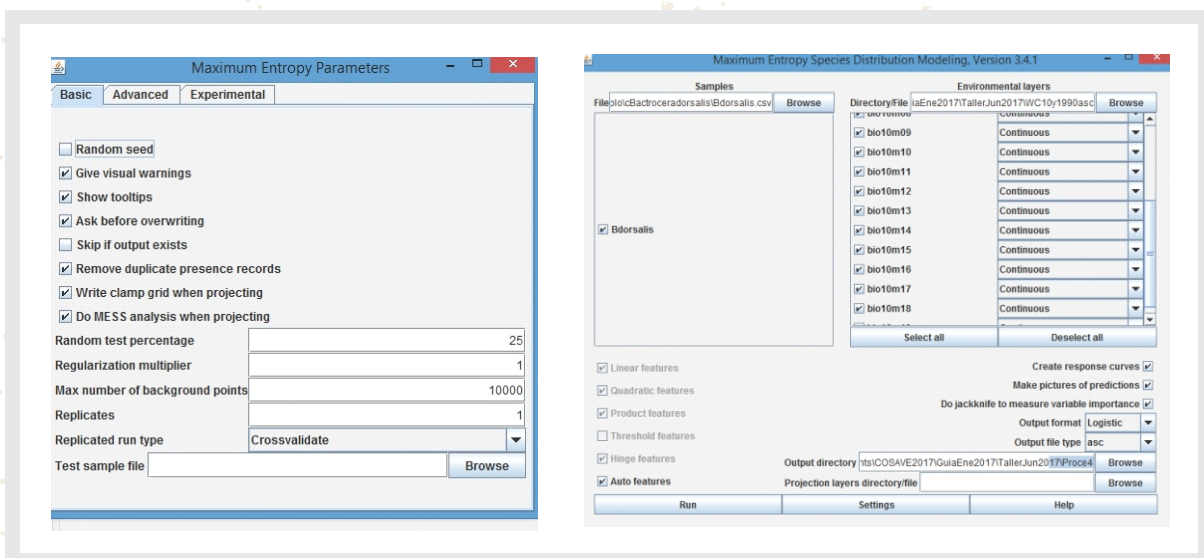 Maximum Entropy Parameters
Basic Advanced Experimental
Random seed
Give visual warnings
Show tooltips
Ask before overwriting
Skip if output exists
Remove duplicate presence records
Write clamp grid when projecting
Do MESS analysis when projecting
Random test percentage 25
Regularization multiplier 1
Max number of background points 10000
Replicates 1
Replicated run type Crossvalidate
Test sample file Browse
Maximum Entropy Species Distribution Modeling, Version 3.4.1
Samples
File plo\cBactroceradorsalis\Bdorsalis.csv Browse
Bdorsalis
Environmental layers
Directory/File iaEne2017\TallerJun2017\WC10y1990asc Browse
bio10m08 Continuous
bio10m09 Continuous
bio10m10 Continuous
bio10m11 Continuous
bio10m12 Continuous
bio10m13 Continuous
bio10m14 Continuous
bio10m15 Continuous
bio10m16 Continuous
bio10m17 Continuous
bio10m18 Continuous
Select all Deselect all
Linear features
Quadratic features
Product features
Threshold features
Hinge features
Auto features
Create response curves
Make pictures of predictions
Do jackknife to measure variable importance
Output format Logistic
Output file type asc
Output directory nts\COSAVE2017\GuiaEne2017\TallerJun2017\Proce4 Browse
Projection layers directory/file Browse
Run Settings Help